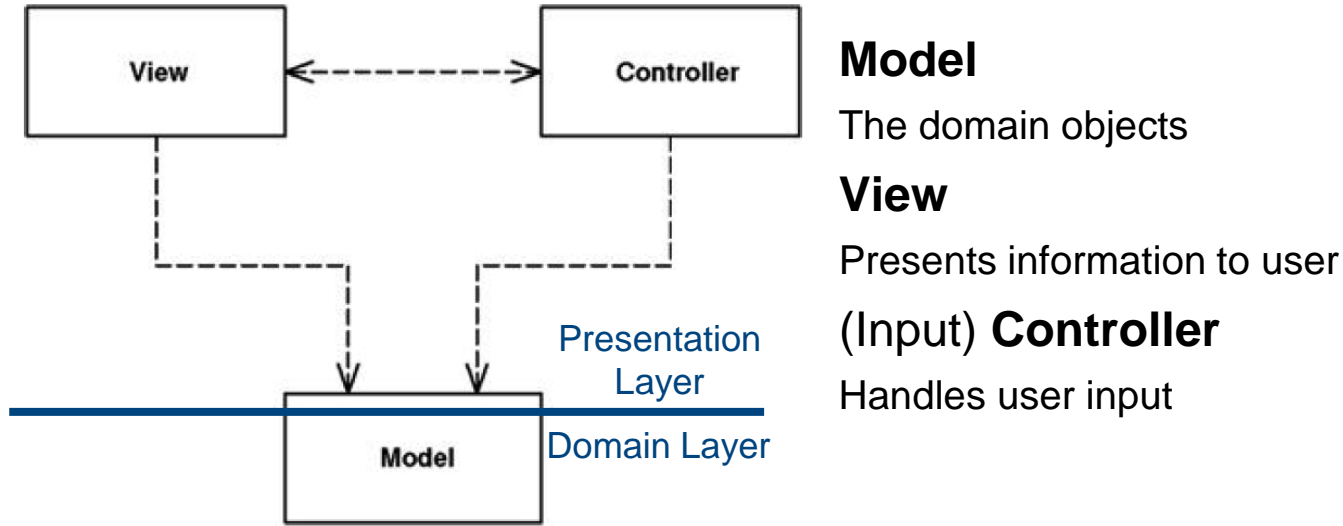 View
Controller
Presentation
Layer
Domain Layer
Model
Model
The domain objects
View
Presents information to user
(Input) Controller
Handles user input